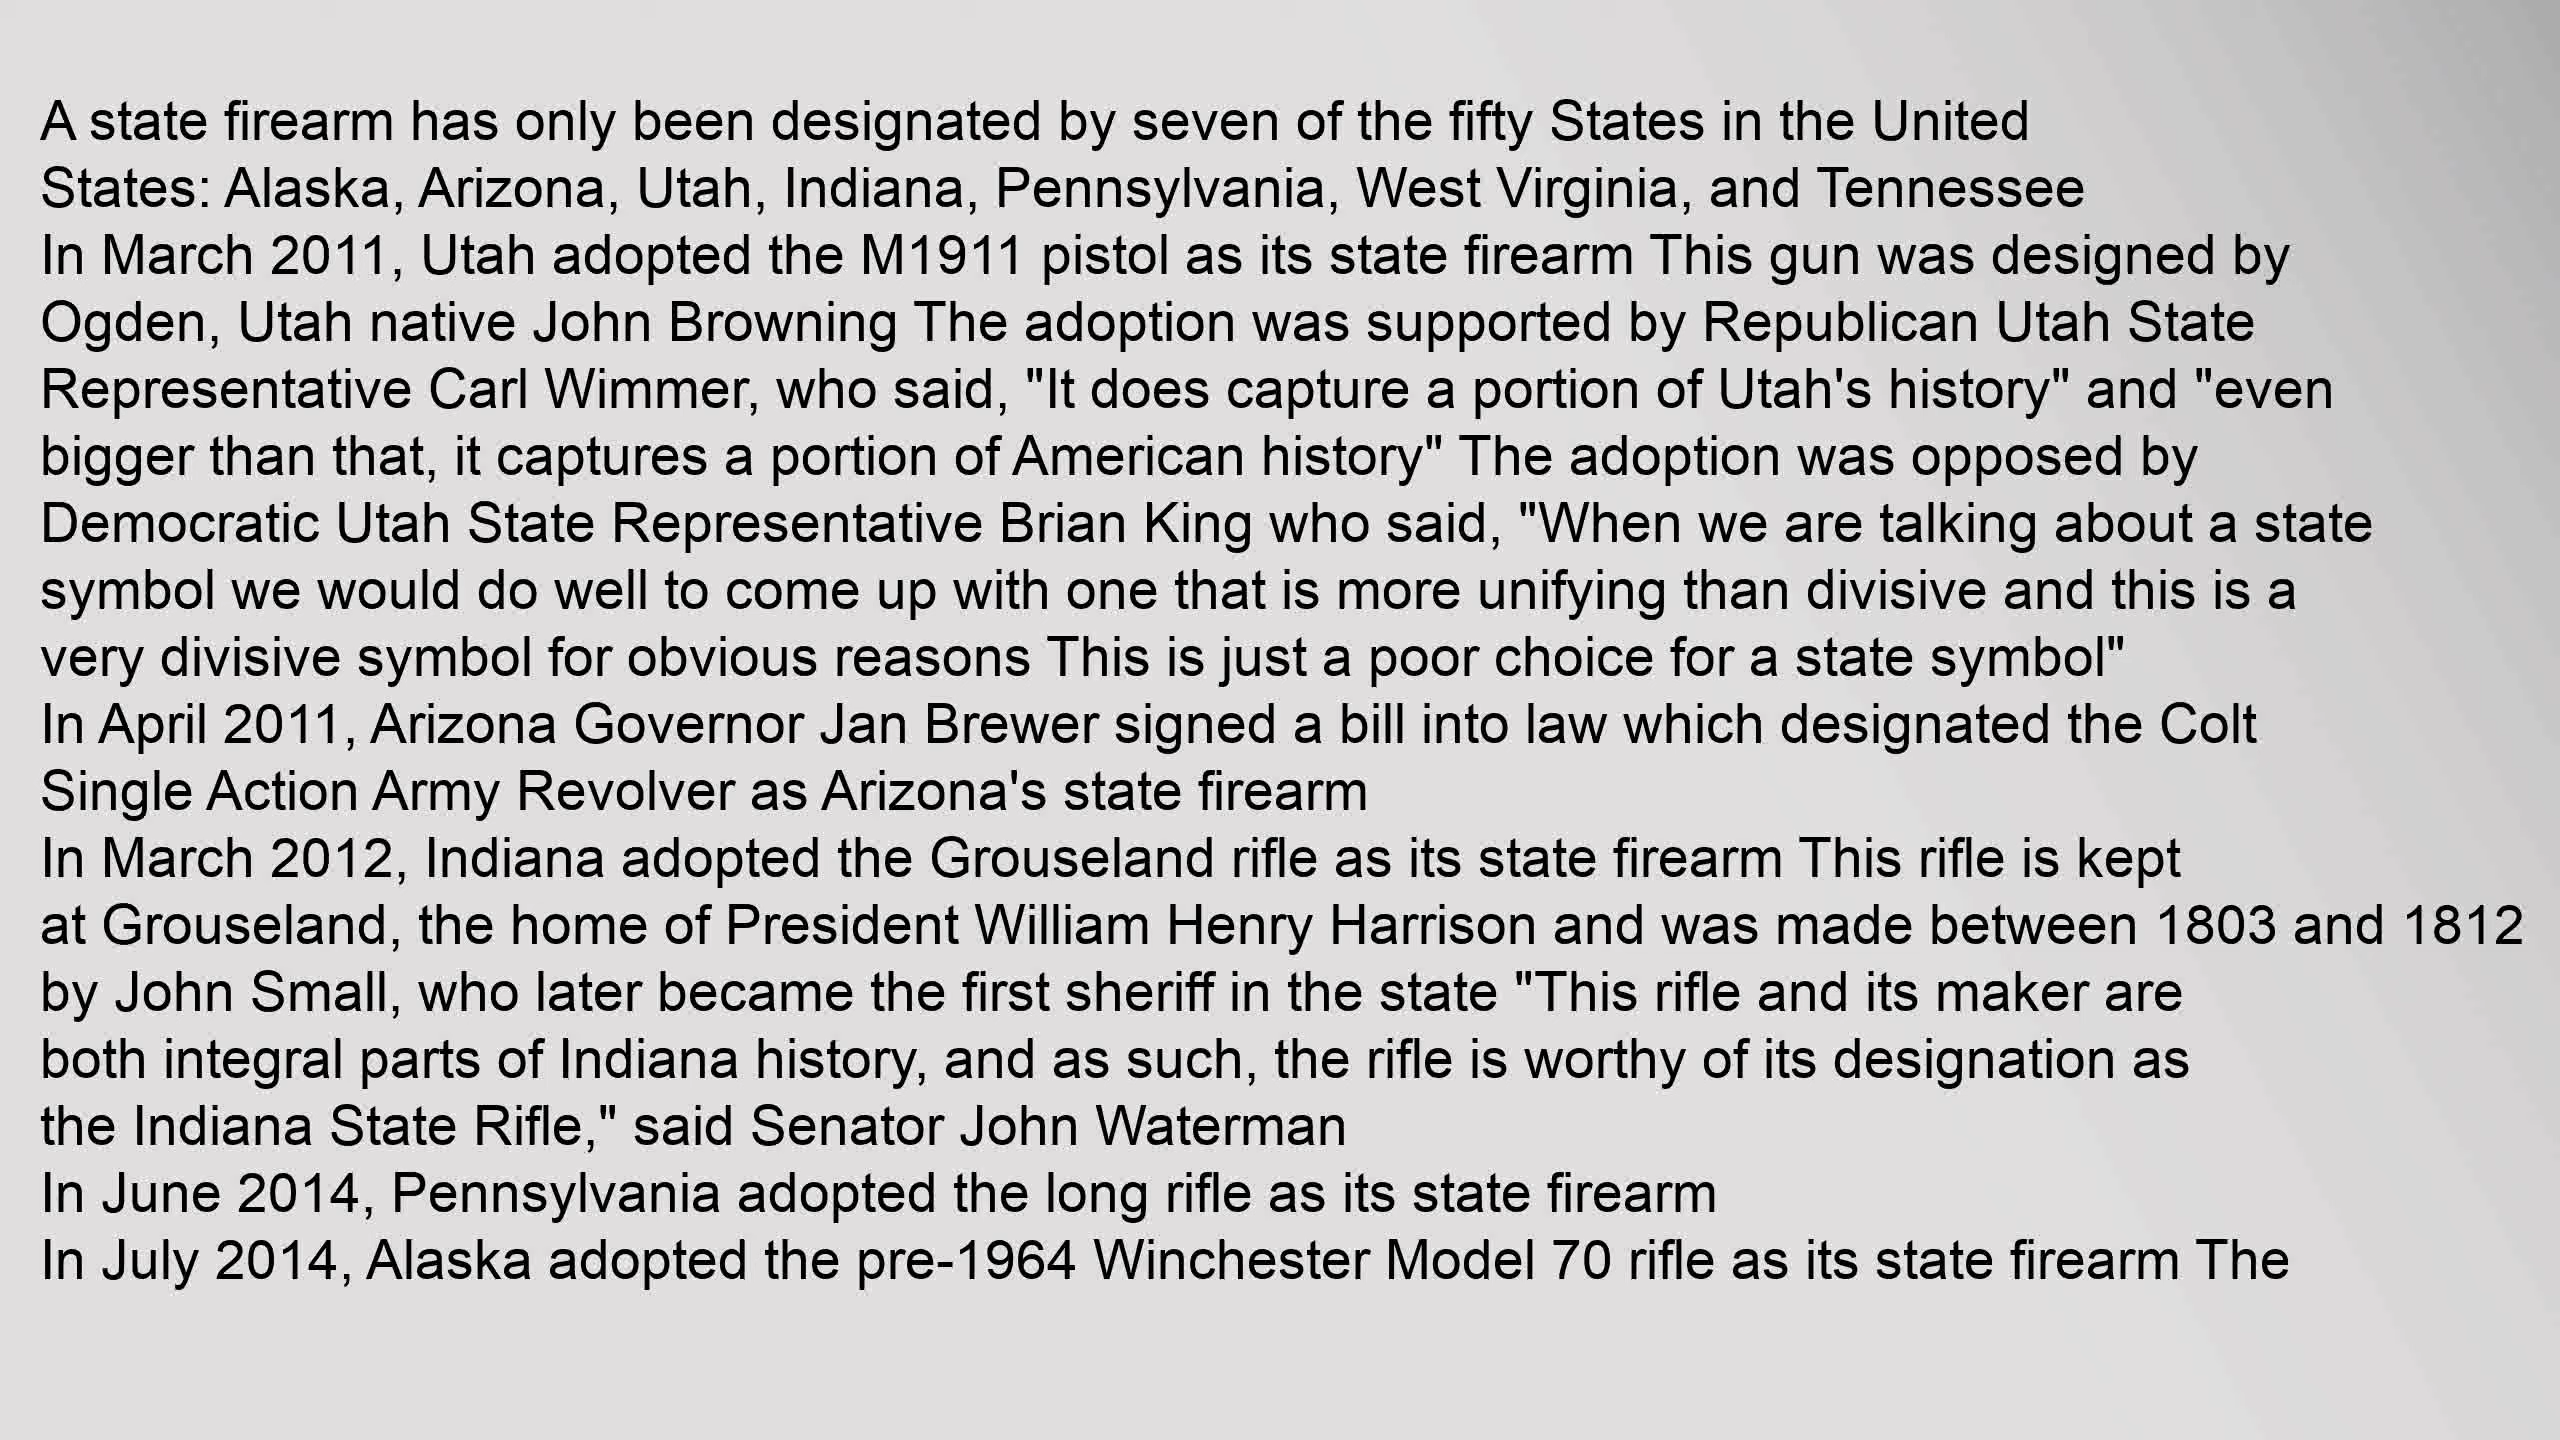 A state firearm has only been designated by seven of the fifty States in the United
States: Alaska, Arizona, Utah, Indiana, Pennsylvania, West Virginia, and Tennessee
In March 2011, Utah adopted the M1911 pistol as its state firearm This gun was designed by
Ogden, Utah native John Browning The adoption was supported by Republican Utah State
Representative Carl Wimmer, who said, "It does capture a portion of Utah's history" and "even
bigger than that, it captures a portion of American history" The adoption was opposed by
Democratic Utah State Representative Brian King who said, "When we are talking about a state
symbol we would do well to come up with one that is more unifying than divisive and this is a
very divisive symbol for obvious reasons This is just a poor choice for a state symbol"
In April 2011, Arizona Governor Jan Brewer signed a bill into law which designated the Colt
Single Action Army Revolver as Arizona's state firearm
In March 2012, Indiana adopted the Grouseland rifle as its state firearm This rifle is kept
at Grouseland, the home of President William Henry Harrison and was made between 1803 and 1812
by John Small, who later became the first sheriff in the state "This rifle and its maker are
both integral parts of Indiana history, and as such, the rifle is worthy of its designation as
the Indiana State Rifle," said Senator John Waterman
In June 2014, Pennsylvania adopted the long rifle as its state firearm
In July 2014, Alaska adopted the pre-1964 Winchester Model 70 rifle as its state firearm The